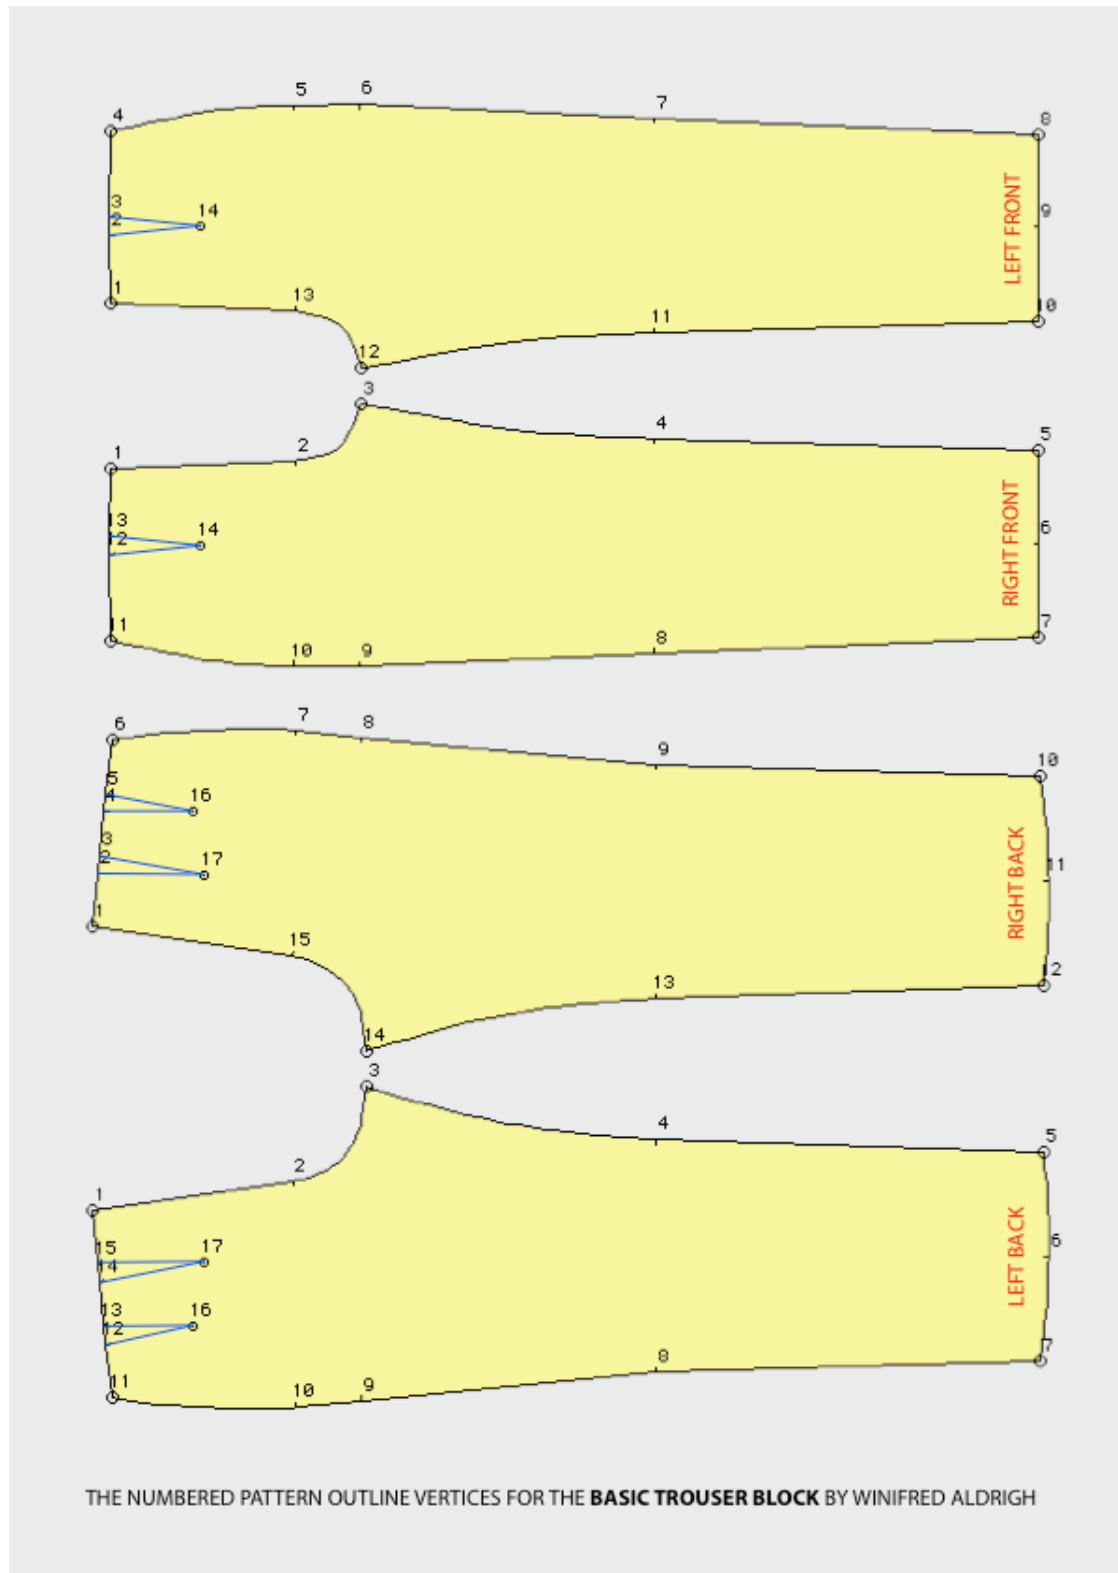 5 6 7
4 8
3 14 9
2
1 13 10
11
12
LEFT FRONT
3
4 5
1 2
13 14 6
12
11 7
10 9 8
RIGHT FRONT
6 7 8
9 10
5
4 16
3
2 17 11
1
15 12
13
14
RIGHT BACK
3
4 5
2
1
15 17 6
14
13 16
12
7
8
11 10 9
LEFT BACK
THE NUMBERED PATTERN OUTLINE VERTICES FOR THE BASIC TROUSER BLOCK BY WINIFRED ALDRIGH